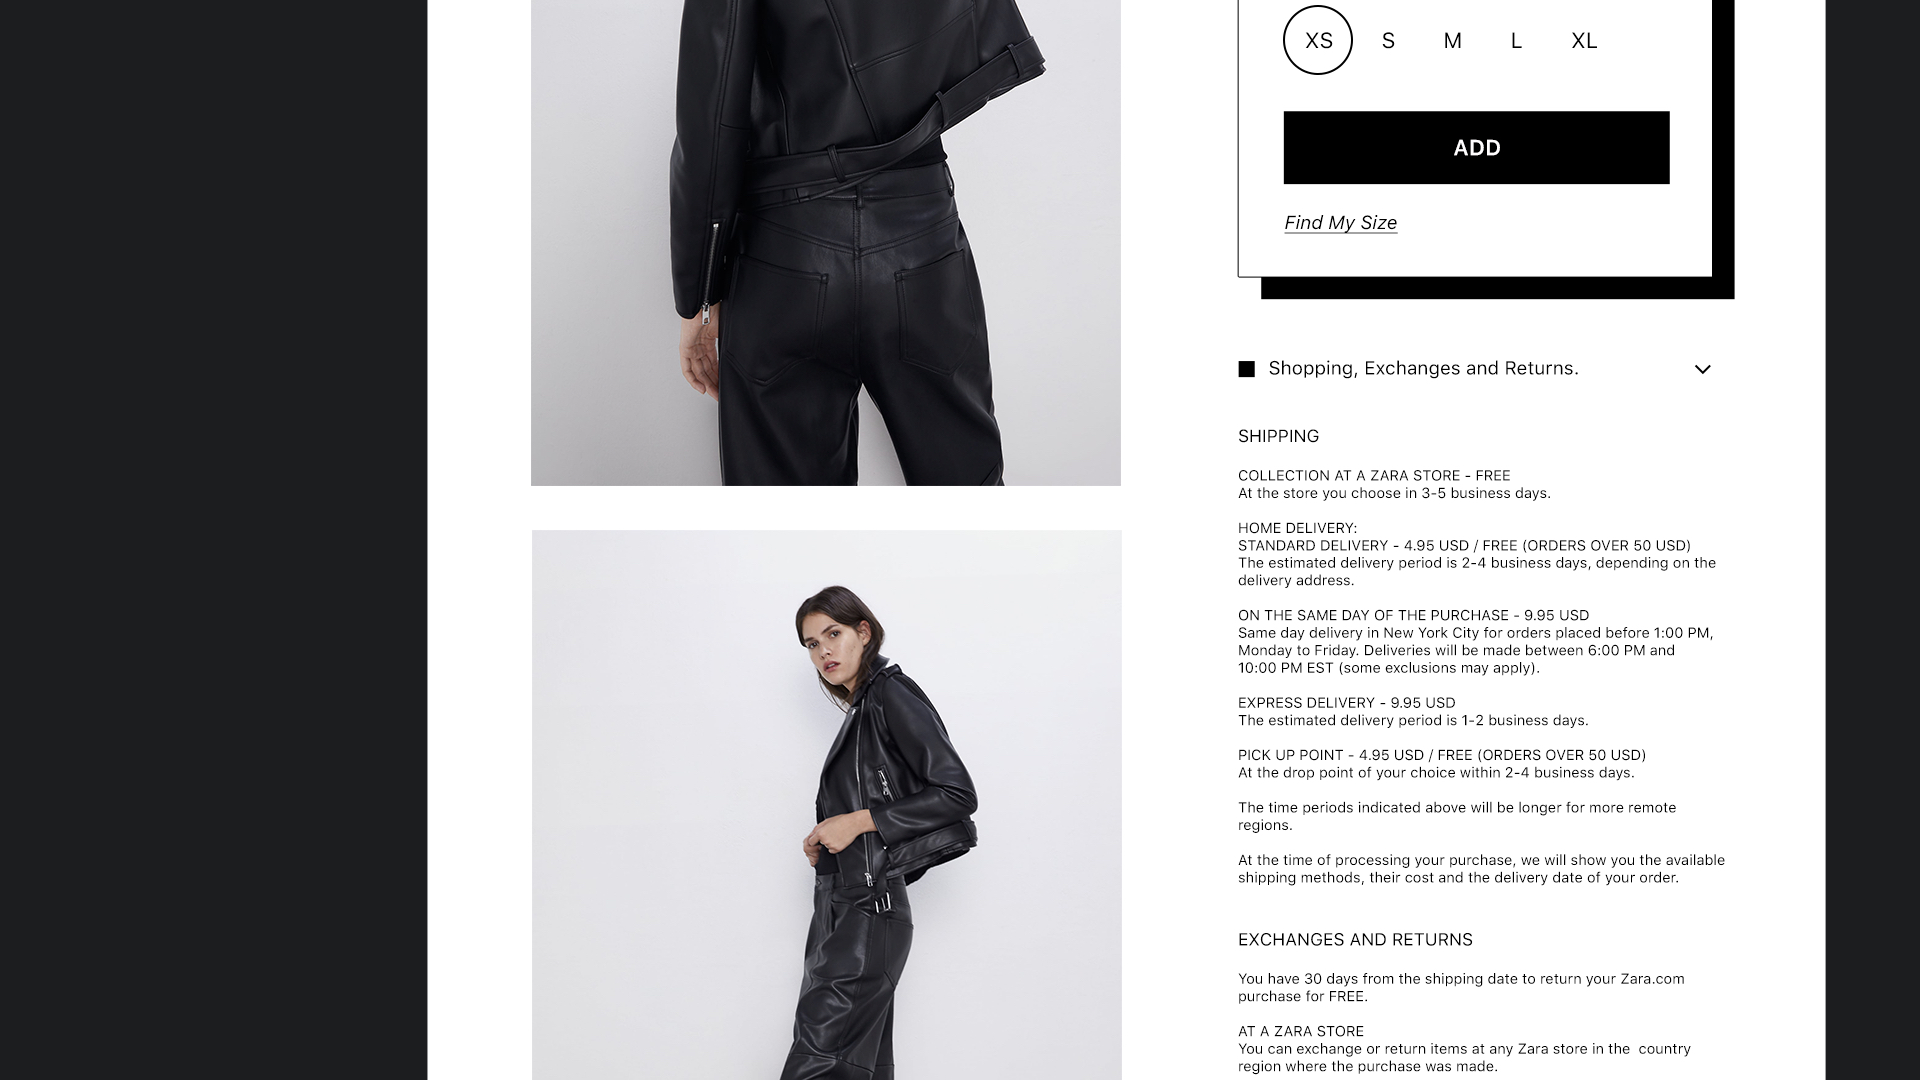 XS S M L XL
ADD
Find My Size
Shopping, Exchanges and Returns.
SHIPPING
COLLECTION AT A ZARA STORE - FREE
At the store you choose in 3-5 business days.
HOME DELIVERY:
STANDARD DELIVERY - 4.95 USD / FREE (ORDERS OVER 50 USD)
The estimated delivery period is 2-4 business days, depending on the
delivery address.
ON THE SAME DAY OF THE PURCHASE - 9.95 USD
Same day delivery in New York City for orders placed before 1:00 PM,
Monday to Friday. Deliveries will be made between 6:00 PM and
10:00 PM EST (some exclusions may apply).
EXPRESS DELIVERY - 9.95 USD
The estimated delivery period is 1-2 business days.
PICK UP POINT - 4.95 USD / FREE (ORDERS OVER 50 USD)
At the drop point of your choice within 2-4 business days.
The time periods indicated above will be longer for more remote
regions.
At the time of processing your purchase, we will show you the available
shipping methods, their cost and the delivery date of your order.
EXCHANGES AND RETURNS
You have 30 days from the shipping date to return your Zara.com
purchase for FREE.
AT A ZARA STORE
You can exchange or return items at any Zara store in the  country
region where the purchase was made.